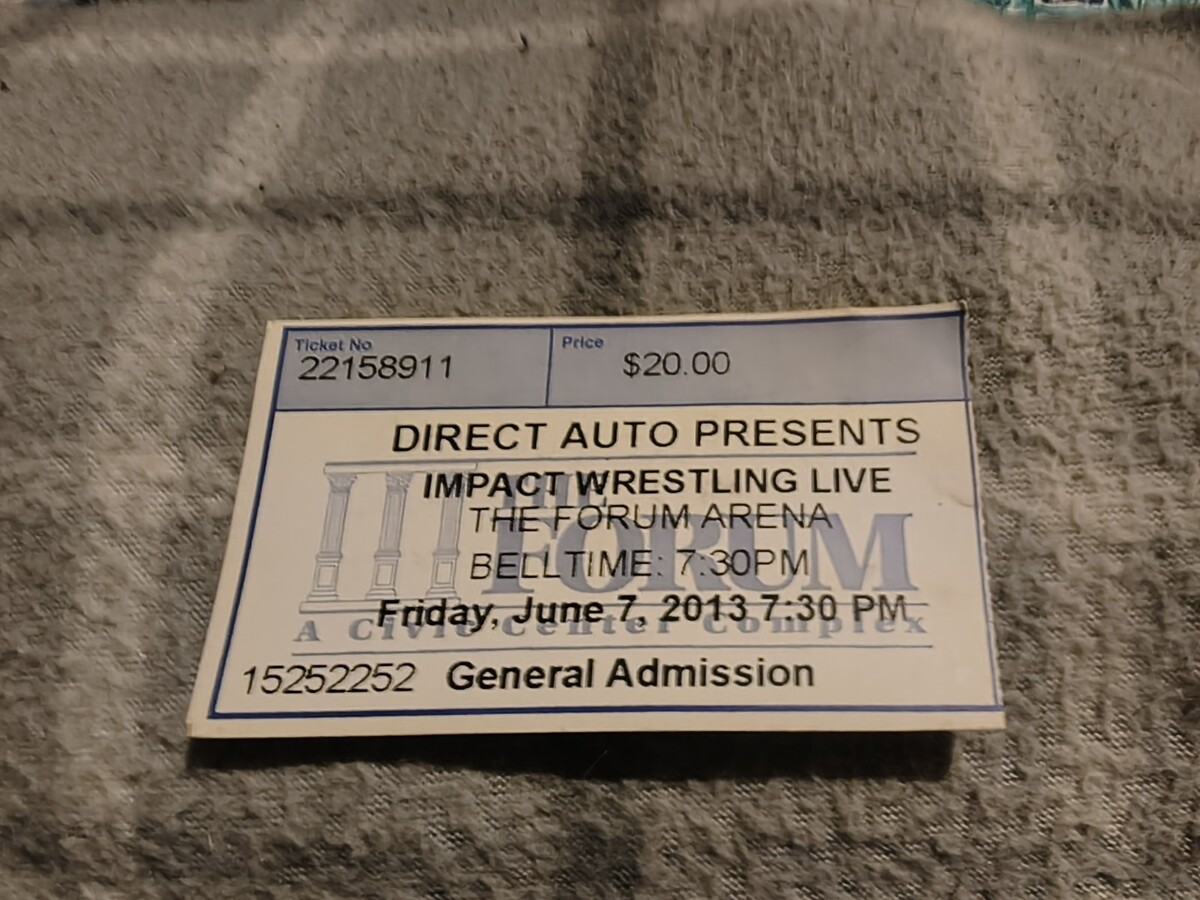 Ticket No
22158911
Price
$20.00
DIRECT AUTO PRESENTS
IMPACT WRESTLING LIVE
THE FORUM ARENA
BELLTIME: 7:30PM
Friday, June 7, 2013 7:30 PM
15252252 General Admission
THE
FORUM
A Civic Center Complex